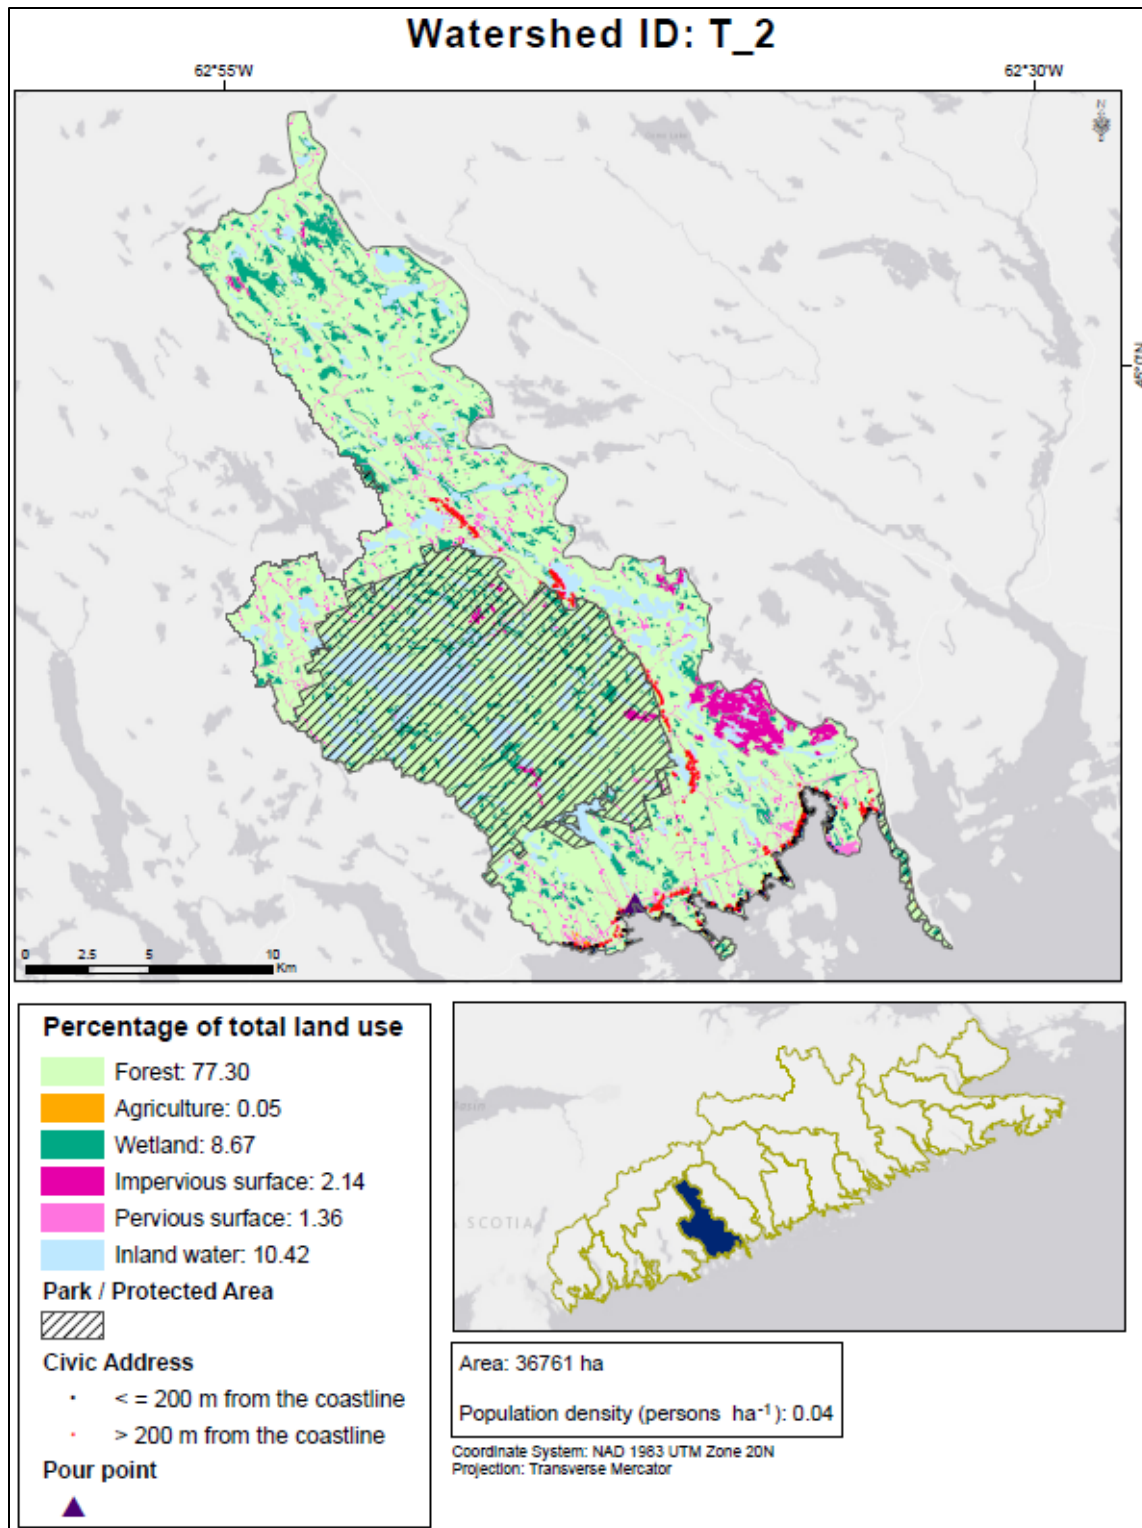 Watershed ID: T_2
62°55'W
62°30'W
N
45°0'N
0 2.5 5 10
Km
Percentage of total land use
Forest: 77.30
Agriculture: 0.05
Wetland: 8.67
Impervious surface: 2.14
Pervious surface: 1.36
Inland water: 10.42
Park / Protected Area
Civic Address
< = 200 m from the coastline
> 200 m from the coastline
Pour point
Basin
A SCOTIA
Area: 36761 ha
Population density (persons ha-1): 0.04
Coordinate System: NAD 1983 UTM Zone 20N
Projection: Transverse Mercator